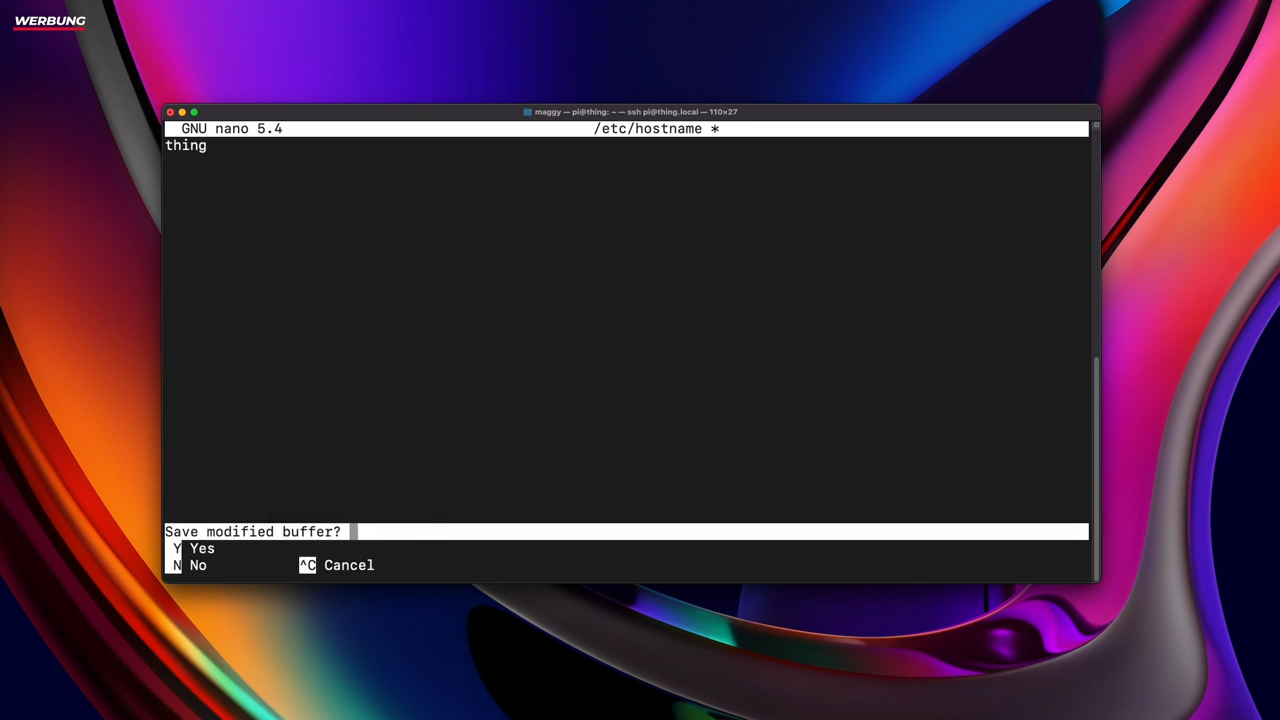 WERBUNG
maggy — pi@thing: ~ — ssh pi@thing.local — 110×27
GNU nano 5.4 /etc/hostname *
thing
Save modified buffer?
Y Yes
N No ^C Cancel